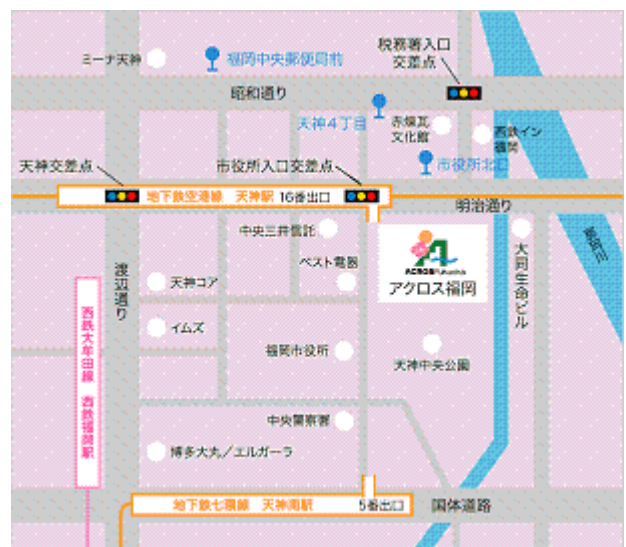 ミーナ天神
福岡中央郵便局前
税務署入口
交差点
昭和通り
天神4丁目
赤煉瓦
文化館
西鉄イン
福岡
天神交差点
市役所入口交差点
市役所北口
地下鉄空港線 天神駅 16番出口
明治通り
那珂川
中央三井信託
ACROS Fukuoka
アクロス福岡
大同生命ビル
渡辺通り
天神コア
ベスト電器
イムズ
福岡市役所
天神中央公園
西鉄大牟田線 西鉄福岡駅
中央警察署
博多大丸/エルガーラ
地下鉄七隈線 天神南駅 5番出口
国体道路